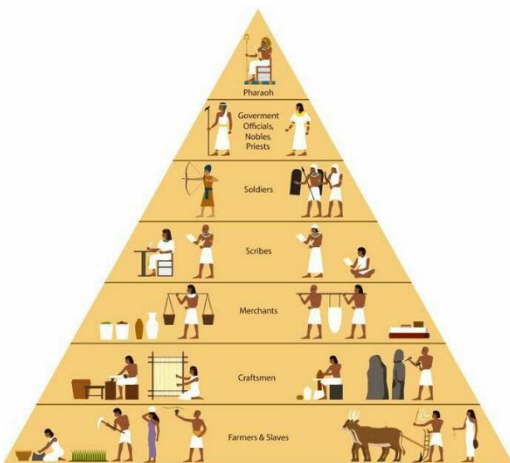 Pharaoh
Goverment
Officials,
Nobles,
Priests
Soldiers
Scribes
Merchants
Craftsmen
Farmers & Slaves